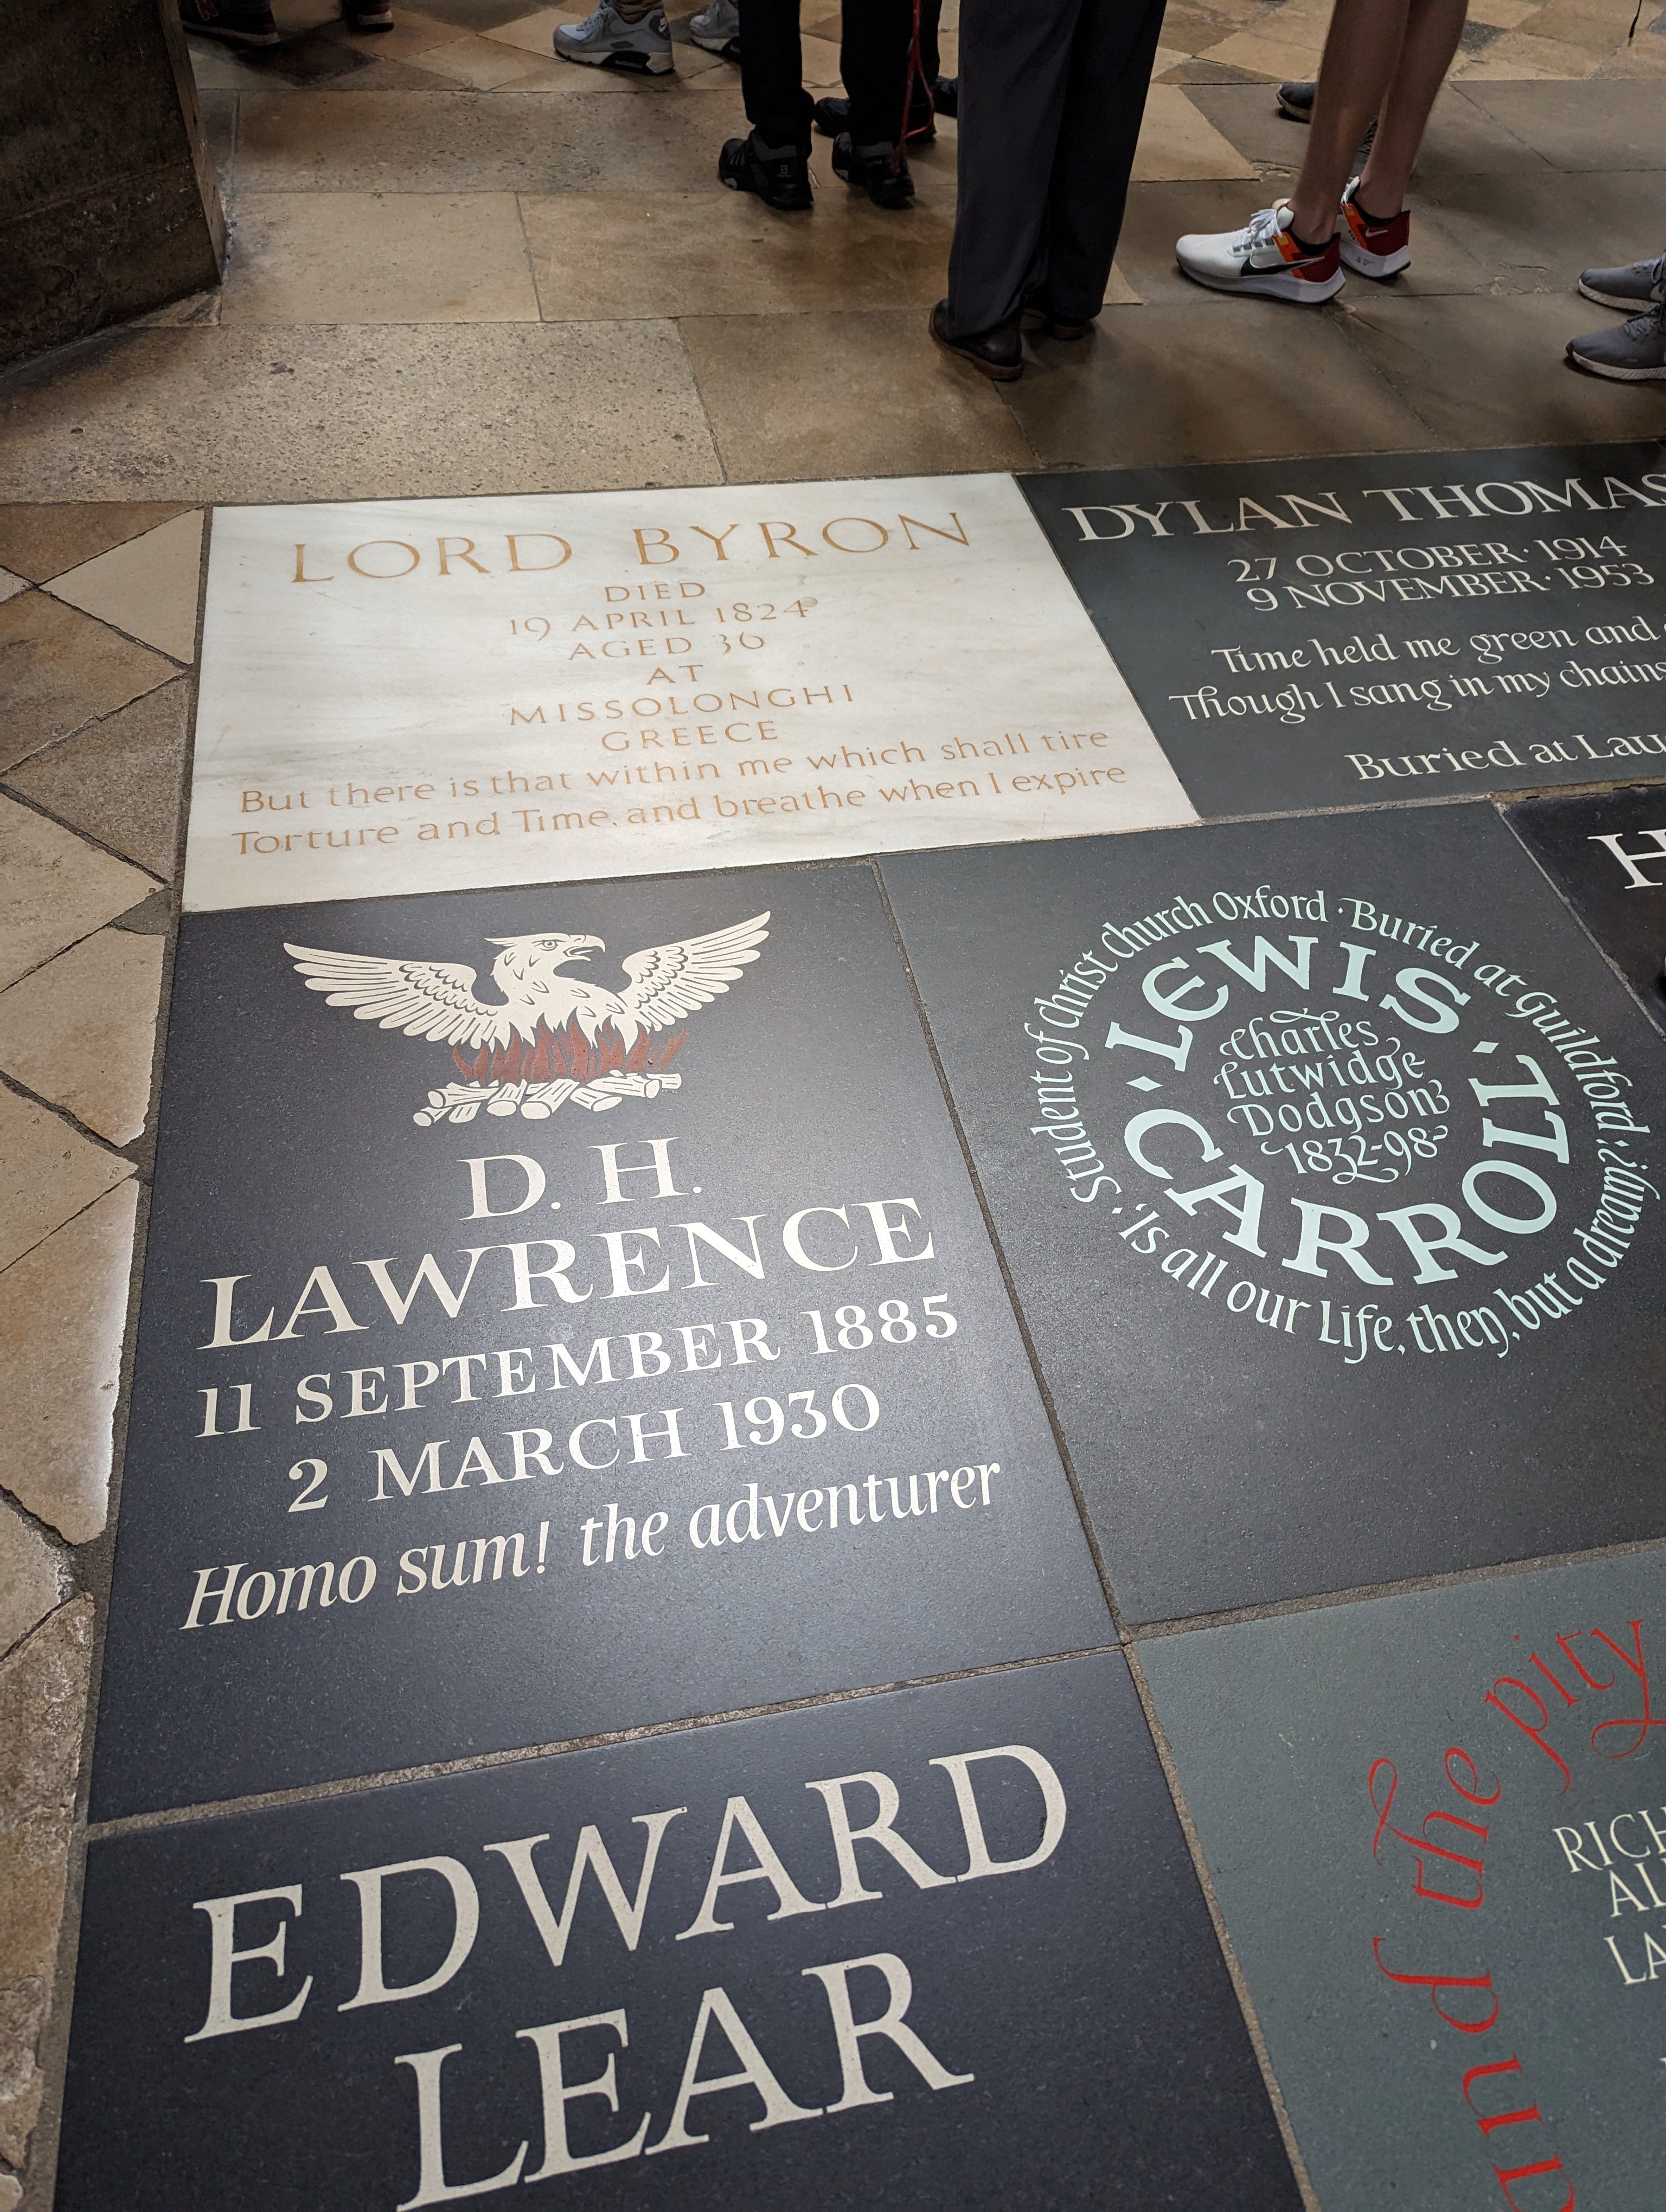 LORD BYRON
DIED
19 APRIL 1824
AGED 36
AT
MISSOLONGHI
GREECE
But there is that within me which shall tire
Torture and Time, and breathe when I expire
DYLAN THOMAS
27 OCTOBER · 1914
9 NOVEMBER · 1953
Time held me green and
Though I sang in my chains
Buried at Lau
H
D. H.
LAWRENCE
11 SEPTEMBER 1885
2 MARCH 1930
Homo sum! the adventurer
Student of Christ Church Oxford · Buried at Guildford · 'Is all our Life, then, but a dream?' ·
· LEWIS · CARROLL
Charles
Lutwidge
Dodgson
1832-98
EDWARD
LEAR
the pity
RICH
AL
LA